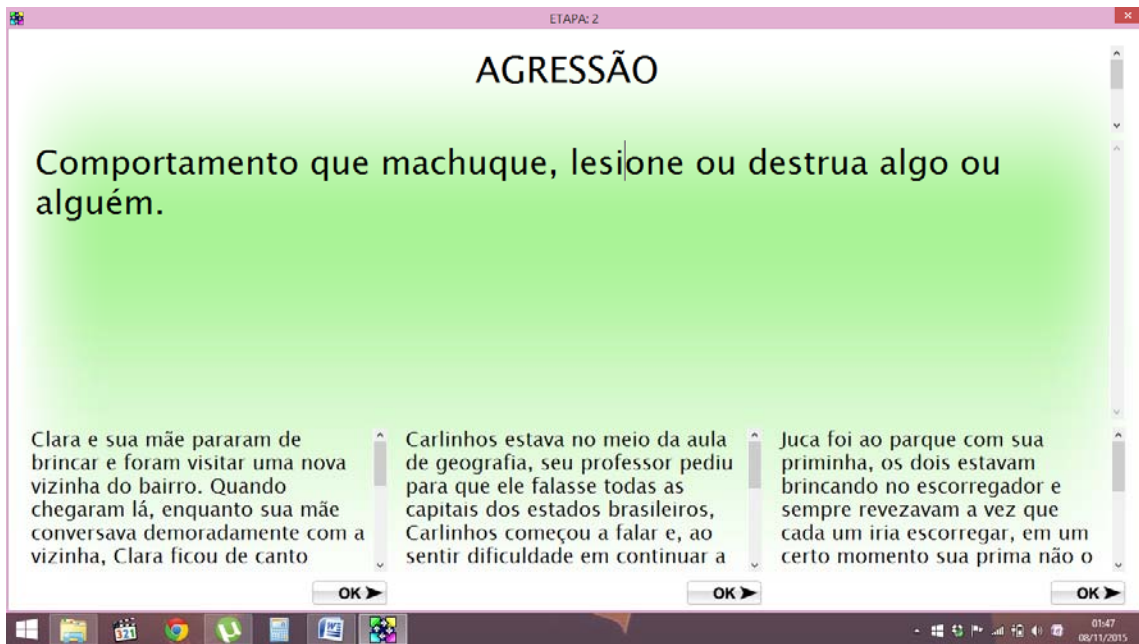 ETAPA: 2
AGRESSÃO
Comportamento que machuque, lesione ou destrua algo ou
alguém.
Clara e sua mãe pararam de
brincar e foram visitar uma nova
vizinha do bairro. Quando
chegaram lá, enquanto sua mãe
conversava demoradamente com a
vizinha, Clara ficou de canto
OK
Carlinhos estava no meio da aula
de geografia, seu professor pediu
para que ele falasse todas as
capitais dos estados brasileiros,
Carlinhos começou a falar e, ao
sentir dificuldade em continuar a
OK
Juca foi ao parque com sua
priminha, os dois estavam
brincando no escorregador e
sempre revezavam a vez que
cada um iria escorregar, em um
certo momento sua prima não o
OK
321
01:47
08/11/2015